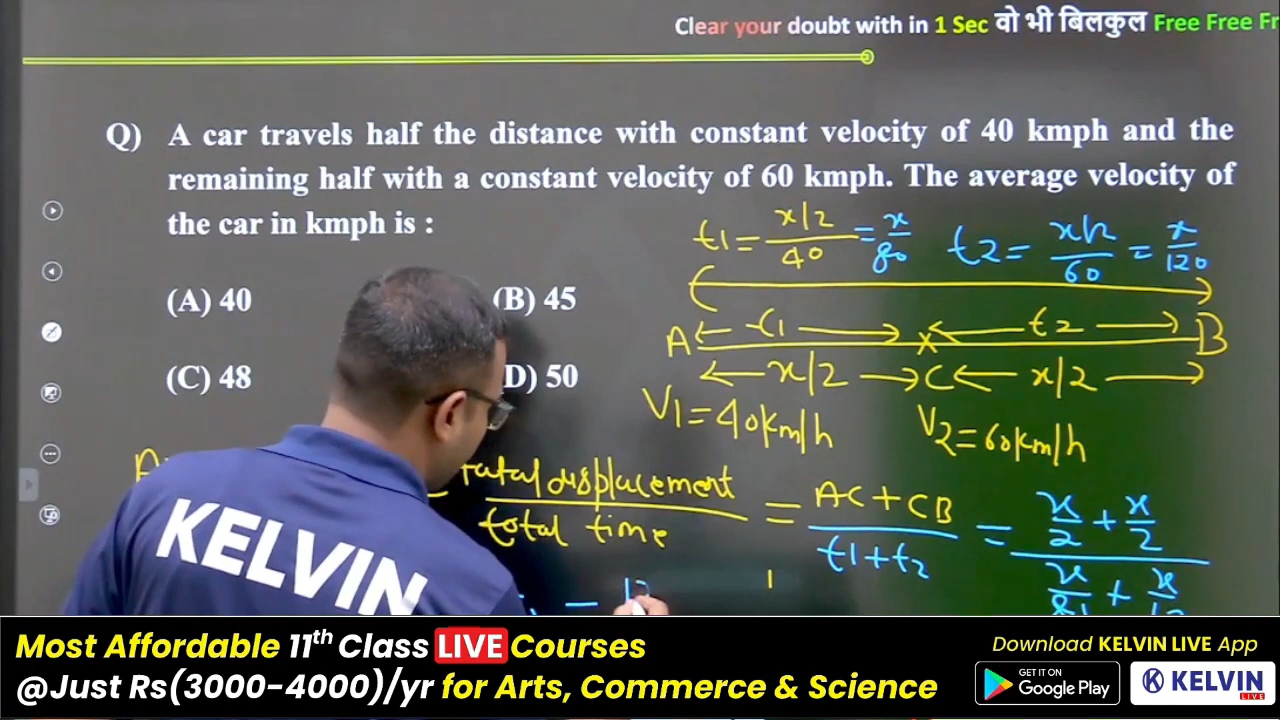 Clear your doubt with in 1 Sec वो भी बिलकुल Free Free Fr
Q) A car travels half the distance with constant velocity of 40 kmph and the
remaining half with a constant velocity of 60 kmph. The average velocity of
the car in kmph is :
t1 = x/2 / 40 = x/80 t2 = x/2 / 60 = x/120
(A) 40 (B) 45
A t1 x t2 B
(C) 48 D) 50
x/2 C x/2
V1 = 40km/h V2 = 60km/h
A = total displacement / total time = AC + CB / t1 + t2 = x/2 + x/2 / x/80 + x/12
KELVIN
Most Affordable 11th Class LIVE Courses
@Just Rs(3000-4000)/yr for Arts, Commerce & Science
Download KELVIN LIVE App
GET IT ON Google Play
KELVIN LIVE